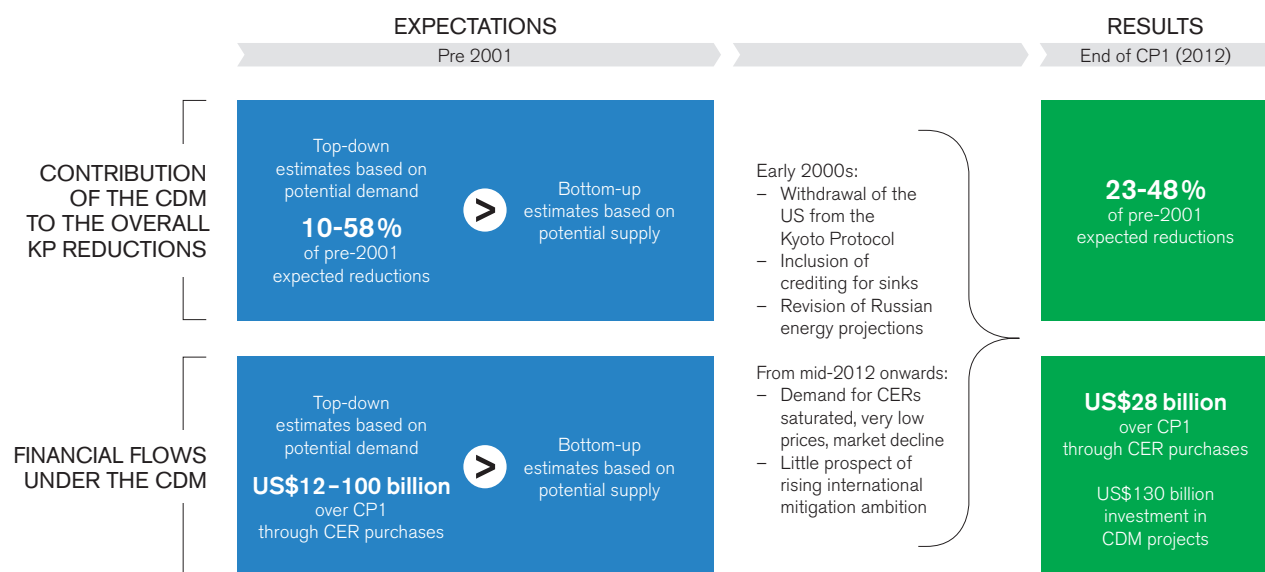 EXPECTATIONS
Pre 2001
RESULTS
End of CP1 (2012)
CONTRIBUTION
OF THE CDM
TO THE OVERALL
KP REDUCTIONS
Top-down
estimates based on
potential demand
10-58%
of pre-2001
expected reductions
>
Bottom-up
estimates based on
potential supply
Early 2000s:
– Withdrawal of the
US from the
Kyoto Protocol
– Inclusion of
crediting for sinks
– Revision of Russian
energy projections
23-48%
of pre-2001
expected reductions
FINANCIAL FLOWS
UNDER THE CDM
Top-down
estimates based on
potential demand
US$12–100 billion
over CP1
through CER purchases
>
Bottom-up
estimates based on
potential supply
From mid-2012 onwards:
– Demand for CERs
saturated, very low
prices, market decline
– Little prospect of
rising international
mitigation ambition
US$28 billion
over CP1
through CER purchases
US$130 billion
investment in
CDM projects